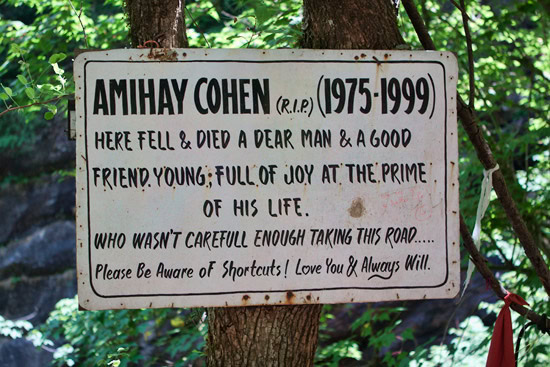 AMIHAY COHEN (R.I.P) (1975-1999)
HERE FELL & DIED A DEAR MAN & A GOOD
FRIEND. YOUNG; FULL OF JOY AT THE PRIME
OF HIS LIFE.
WHO WASN'T CAREFULL ENOUGH TAKING THIS ROAD.....
Please Be Aware of Shortcuts! Love You & Always Will.